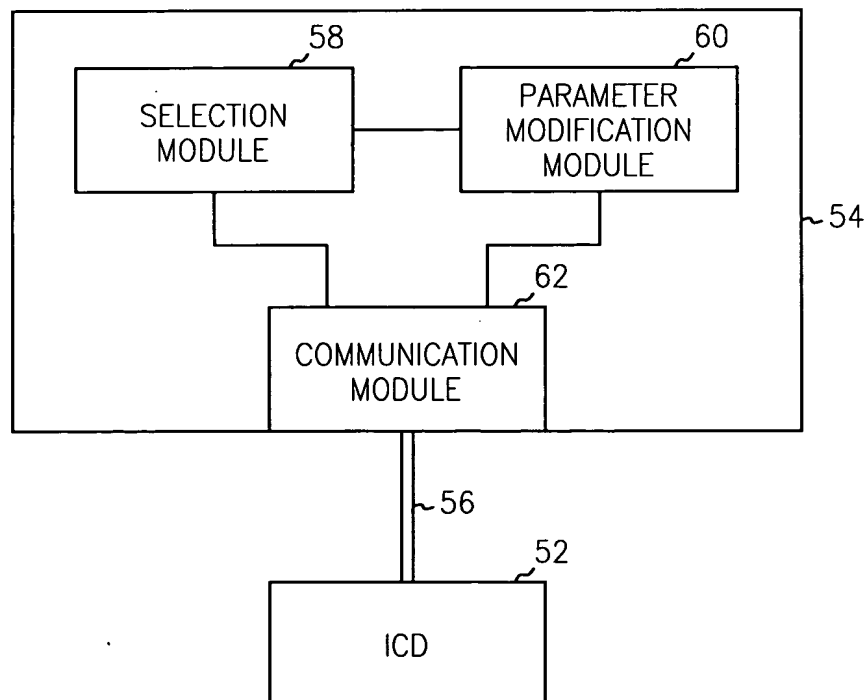 58
SELECTION
MODULE
60
PARAMETER
MODIFICATION
MODULE
54
62
COMMUNICATION
MODULE
56
52
ICD